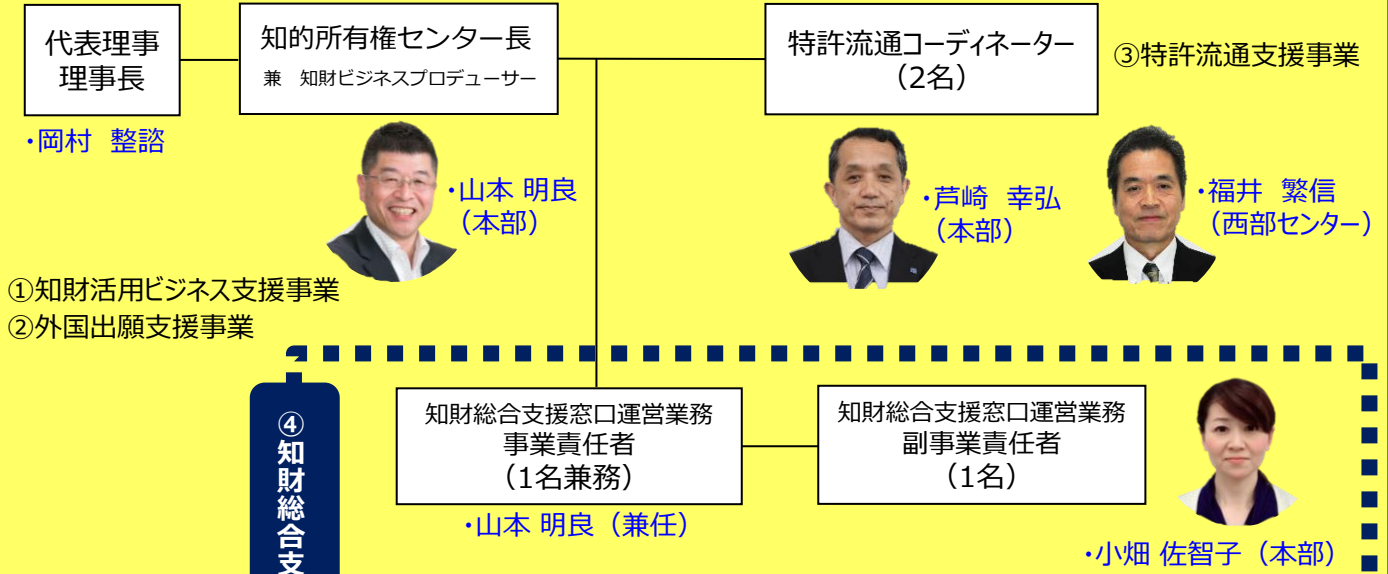 代表理事
理事長
・岡村 整諮
知的所有権センター長
兼 知財ビジネスプロデューサー
・山本 明良
（本部）
特許流通コーディネーター
（2名）
③特許流通支援事業
・芦崎 幸弘
（本部）
・福井 繁信
（西部センター）
①知財活用ビジネス支援事業
②外国出願支援事業
④知財総合支
知財総合支援窓口運営業務
事業責任者
（1名兼務）
・山本 明良（兼任）
知財総合支援窓口運営業務
副事業責任者
（1名）
・小畑 佐智子（本部）